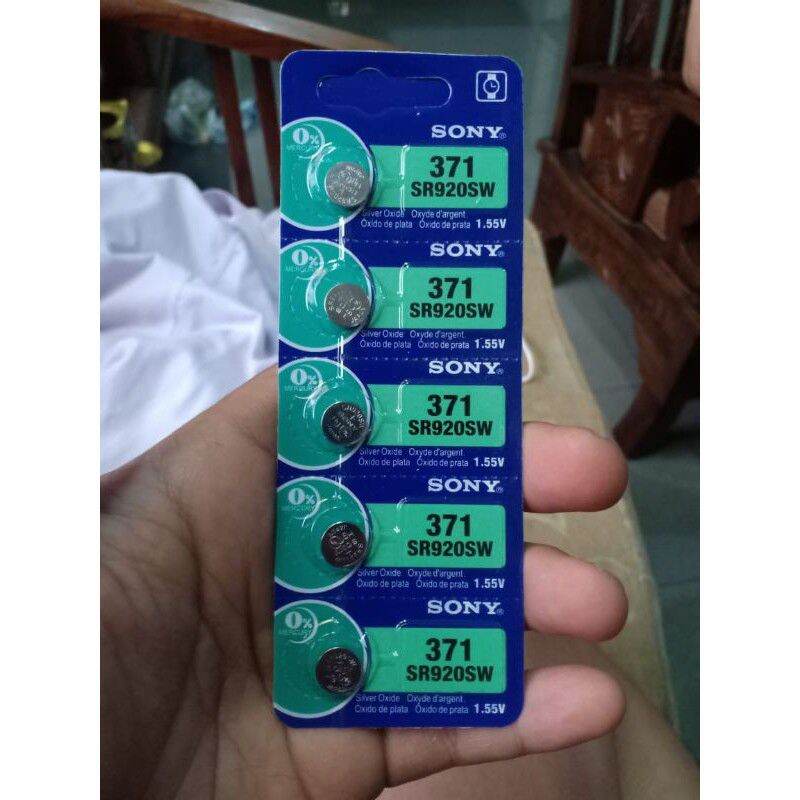 SONY®
0%
MERCURY
371
SR920SW
Silver Oxide Oxyde d'argent
Óxido de plata Óxido de prata 1.55V
SONY®
0%
MERCURY
371
SR920SW
Silver Oxide Oxyde d'argent
Óxido de plata Óxido de prata 1.55V
SONY®
0%
MERCURY
371
SR920SW
Silver Oxide Oxyde d'argent
Óxido de plata Óxido de prata 1.55V
SONY®
0%
MERCURY
371
SR920SW
Silver Oxide Oxyde d'argent
Óxido de plata Óxido de prata 1.55V
SONY®
0%
MERCURY
371
SR920SW
Silver Oxide Oxyde d'argent
Óxido de plata Óxido de prata 1.55V